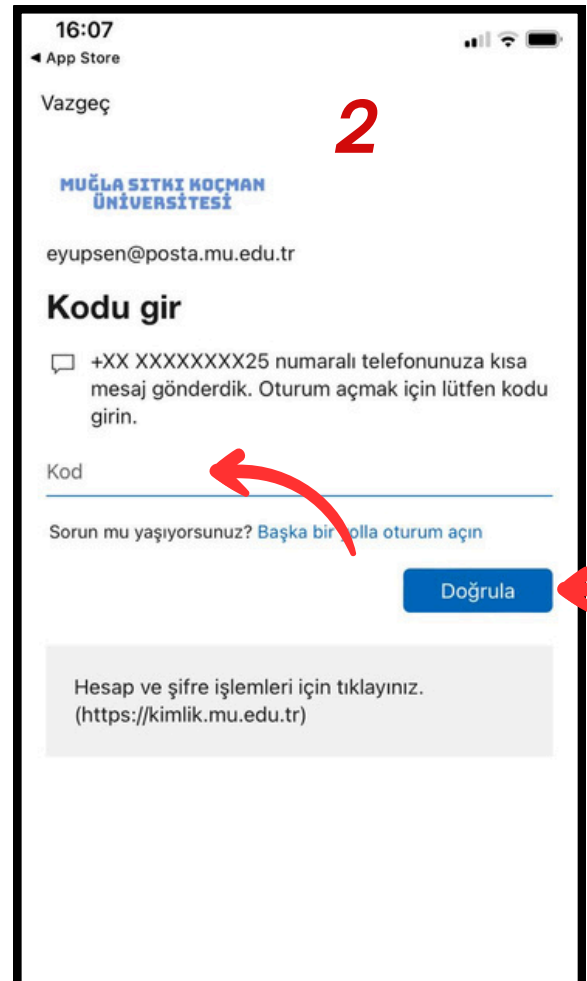 16:07
◀ App Store
Vazgeç
2
MUĞLA SITKI KOÇMAN
ÜNİVERSİTESİ
eyupsen@posta.mu.edu.tr
Kodu gir
+XX XXXXXXXX25 numaralı telefonunuza kısa
mesaj gönderdik. Oturum açmak için lütfen kodu
girin.
Kod
Sorun mu yaşıyorsunuz? Başka bir yolla oturum açın
Doğrula
Hesap ve şifre işlemleri için tıklayınız.
(https://kimlik.mu.edu.tr)